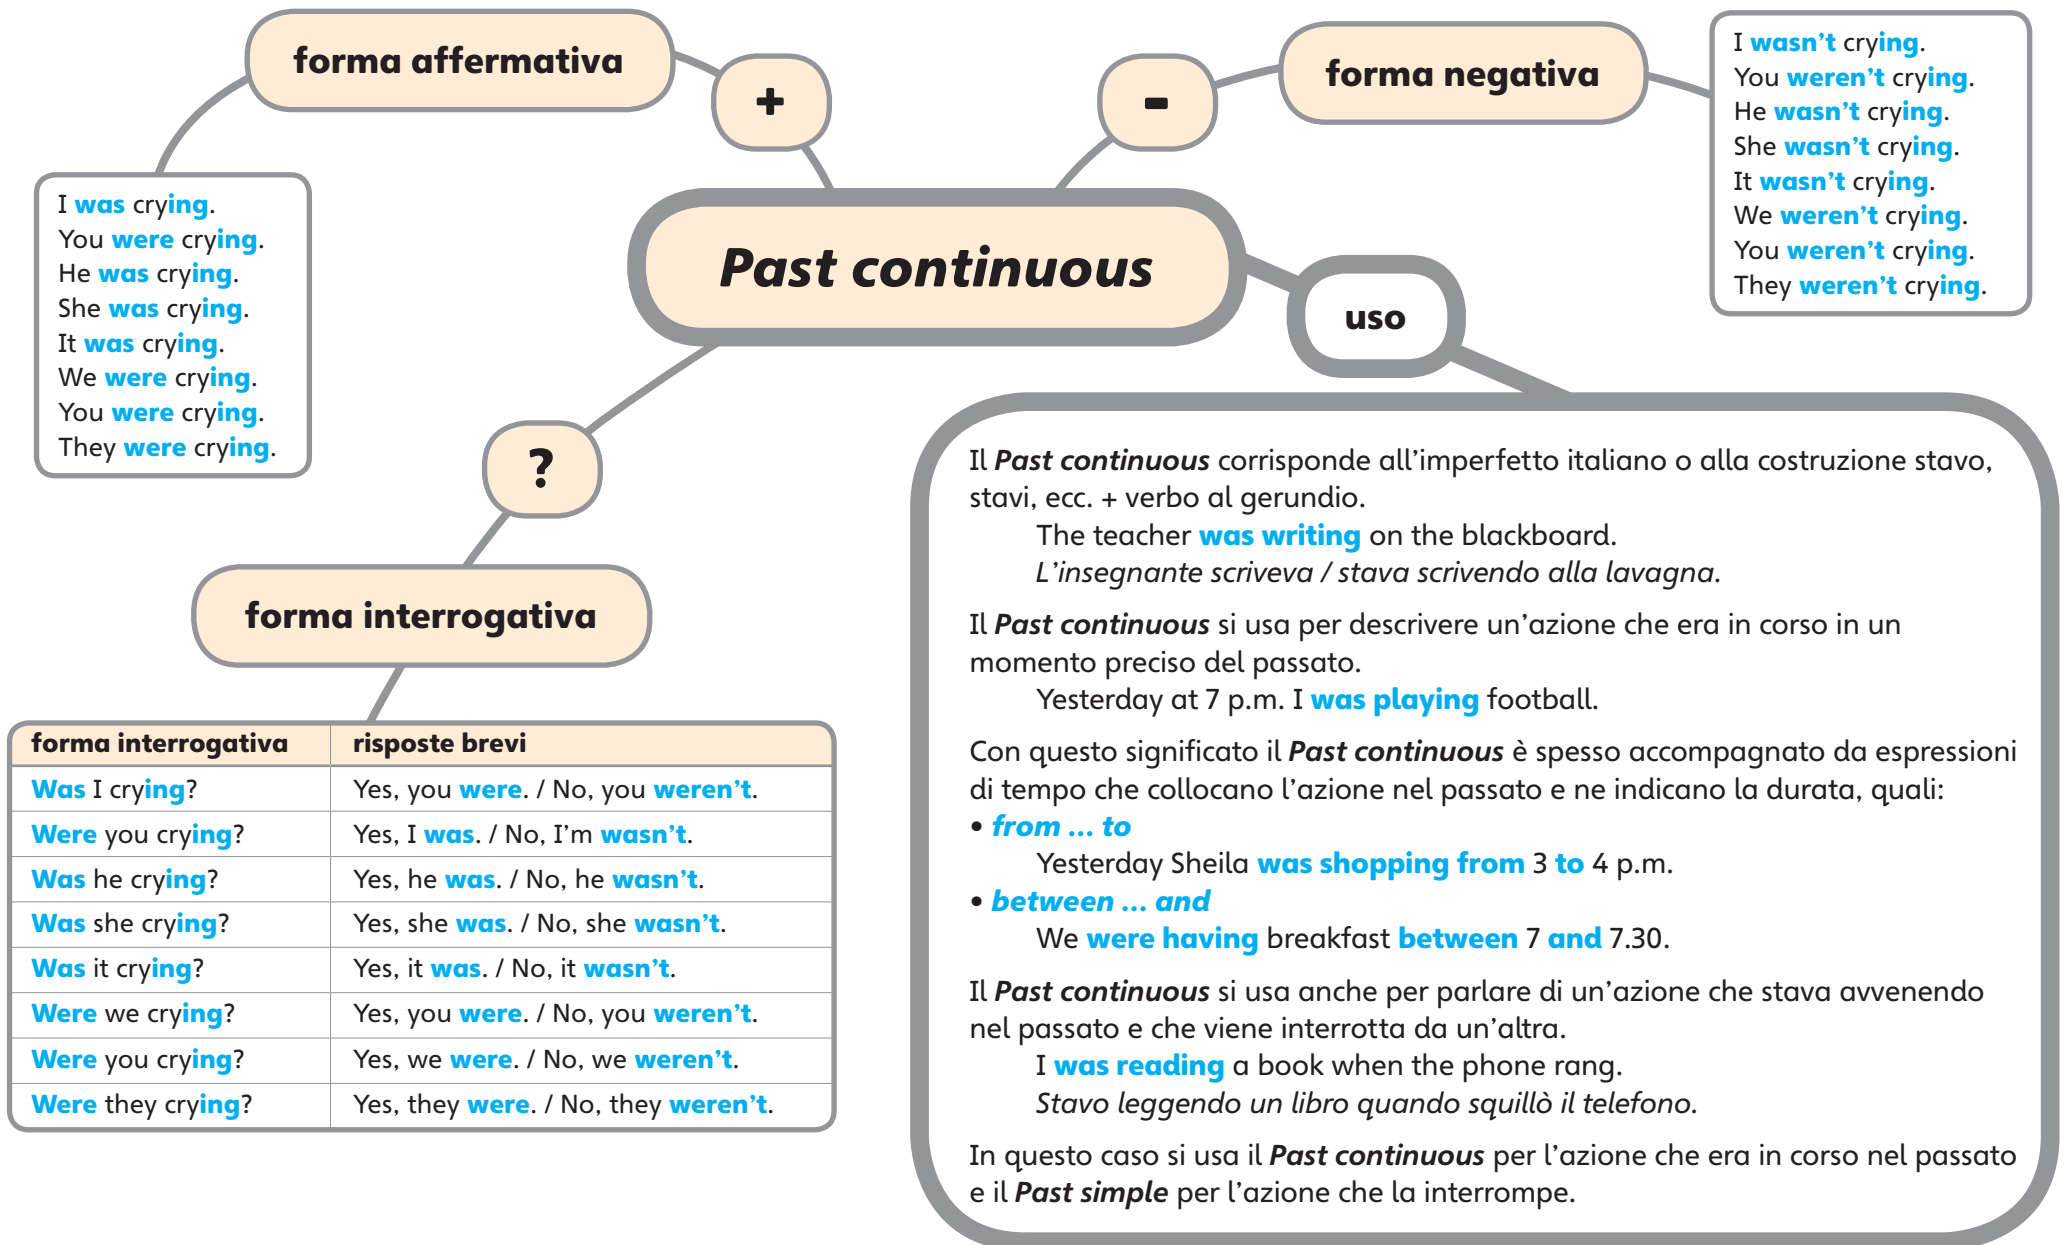 forma affermativa
+
I was crying.
You were crying.
He was crying.
She was crying.
It was crying.
We were crying.
You were crying.
They were crying.
-
forma negativa
I wasn't crying.
You weren't crying.
He wasn't crying.
She wasn't crying.
It wasn't crying.
We weren't crying.
You weren't crying.
They weren't crying.
Past continuous
?
forma interrogativa
forma interrogativa risposte brevi
Was I crying? Yes, you were. / No, you weren't.
Were you crying? Yes, I was. / No, I'm wasn't.
Was he crying? Yes, he was. / No, he wasn't.
Was she crying? Yes, she was. / No, she wasn't.
Was it crying? Yes, it was. / No, it wasn't.
Were we crying? Yes, you were. / No, you weren't.
Were you crying? Yes, we were. / No, we weren't.
Were they crying? Yes, they were. / No, they weren't.
uso
Il Past continuous corrisponde all'imperfetto italiano o alla costruzione stavo,
stavi, ecc. + verbo al gerundio.
The teacher was writing on the blackboard.
L'insegnante scriveva / stava scrivendo alla lavagna.
Il Past continuous si usa per descrivere un'azione che era in corso in un
momento preciso del passato.
Yesterday at 7 p.m. I was playing football.
Con questo significato il Past continuous è spesso accompagnato da espressioni
di tempo che collocano l'azione nel passato e ne indicano la durata, quali:
• from ... to
Yesterday Sheila was shopping from 3 to 4 p.m.
• between ... and
We were having breakfast between 7 and 7.30.
Il Past continuous si usa anche per parlare di un'azione che stava avvenendo
nel passato e che viene interrotta da un'altra.
I was reading a book when the phone rang.
Stavo leggendo un libro quando squillò il telefono.
In questo caso si usa il Past continuous per l'azione che era in corso nel passato
e il Past simple per l'azione che la interrompe.